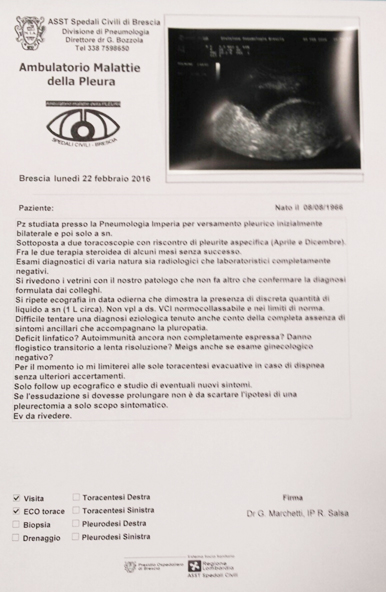 ASST Spedali Civili di Brescia
Divisione di Pneumologia
Direttore dr G. Bozzola
Tel 338 7598650
Ambulatorio Malattie
della Pleura
Ambulatorio malattie della PLEURA
SPEDALI CIVILI - BRESCIA
Brescia lunedì 22 febbraio 2016
Paziente:
Nato il 08/08/1966
Pz studiata presso la Pneumologia Imperia per versamento pleurico inizialmente
bilaterale e poi solo a sn.
Sottoposta a due toracoscopie con riscontro di pleurite aspecifica (Aprile e Dicembre).
Fra le due terapia steroidea di alcuni mesi senza successo.
Esami diagnostici di varia natura sia radiologici che laboratoristici completamente
negativi.
Si rivedono i vetrini con il nostro patologo che non fa altro che confermare la diagnosi
formulata dai colleghi.
Si ripete ecografia in data odierna che dimostra la presenza di discreta quantità di
liquido a sn (1 L circa). Non vpl a ds. VCI normocollassabile e nei limiti di norma.
Difficile tentare una diagnosi eziologica tenuto anche conto della completa assenza di
sintomi ancillari che accompagnano la pluropatia.
Deficit linfatico? Autoimmunità ancora non completamente espressa? Danno
flogistico transitorio a lenta risoluzione? Meigs anche se esame ginecologico
negativo?
Per il momento io mi limiterei alle sole toracentesi evacuative in caso di dispnea
senza ulteriori accertamenti.
Solo follow up ecografico e studio di eventuali nuovi sintomi.
Se l'essudazione si dovesse prolungare non è da scartare l'ipotesi di una
pleurectomia a solo scopo sintomatico.
Ev da rivedere.
Visita
Toracentesi Destra
ECO torace
Toracentesi Sinistra
Biopsia
Pleurodesi Destra
Drenaggio
Pleurodesi Sinistra
Firma
Dr G. Marchetti, IP R. Salsa
Presidio Ospedaliero
di Brescia
Regione
Lombardia
ASST Spedali Civili